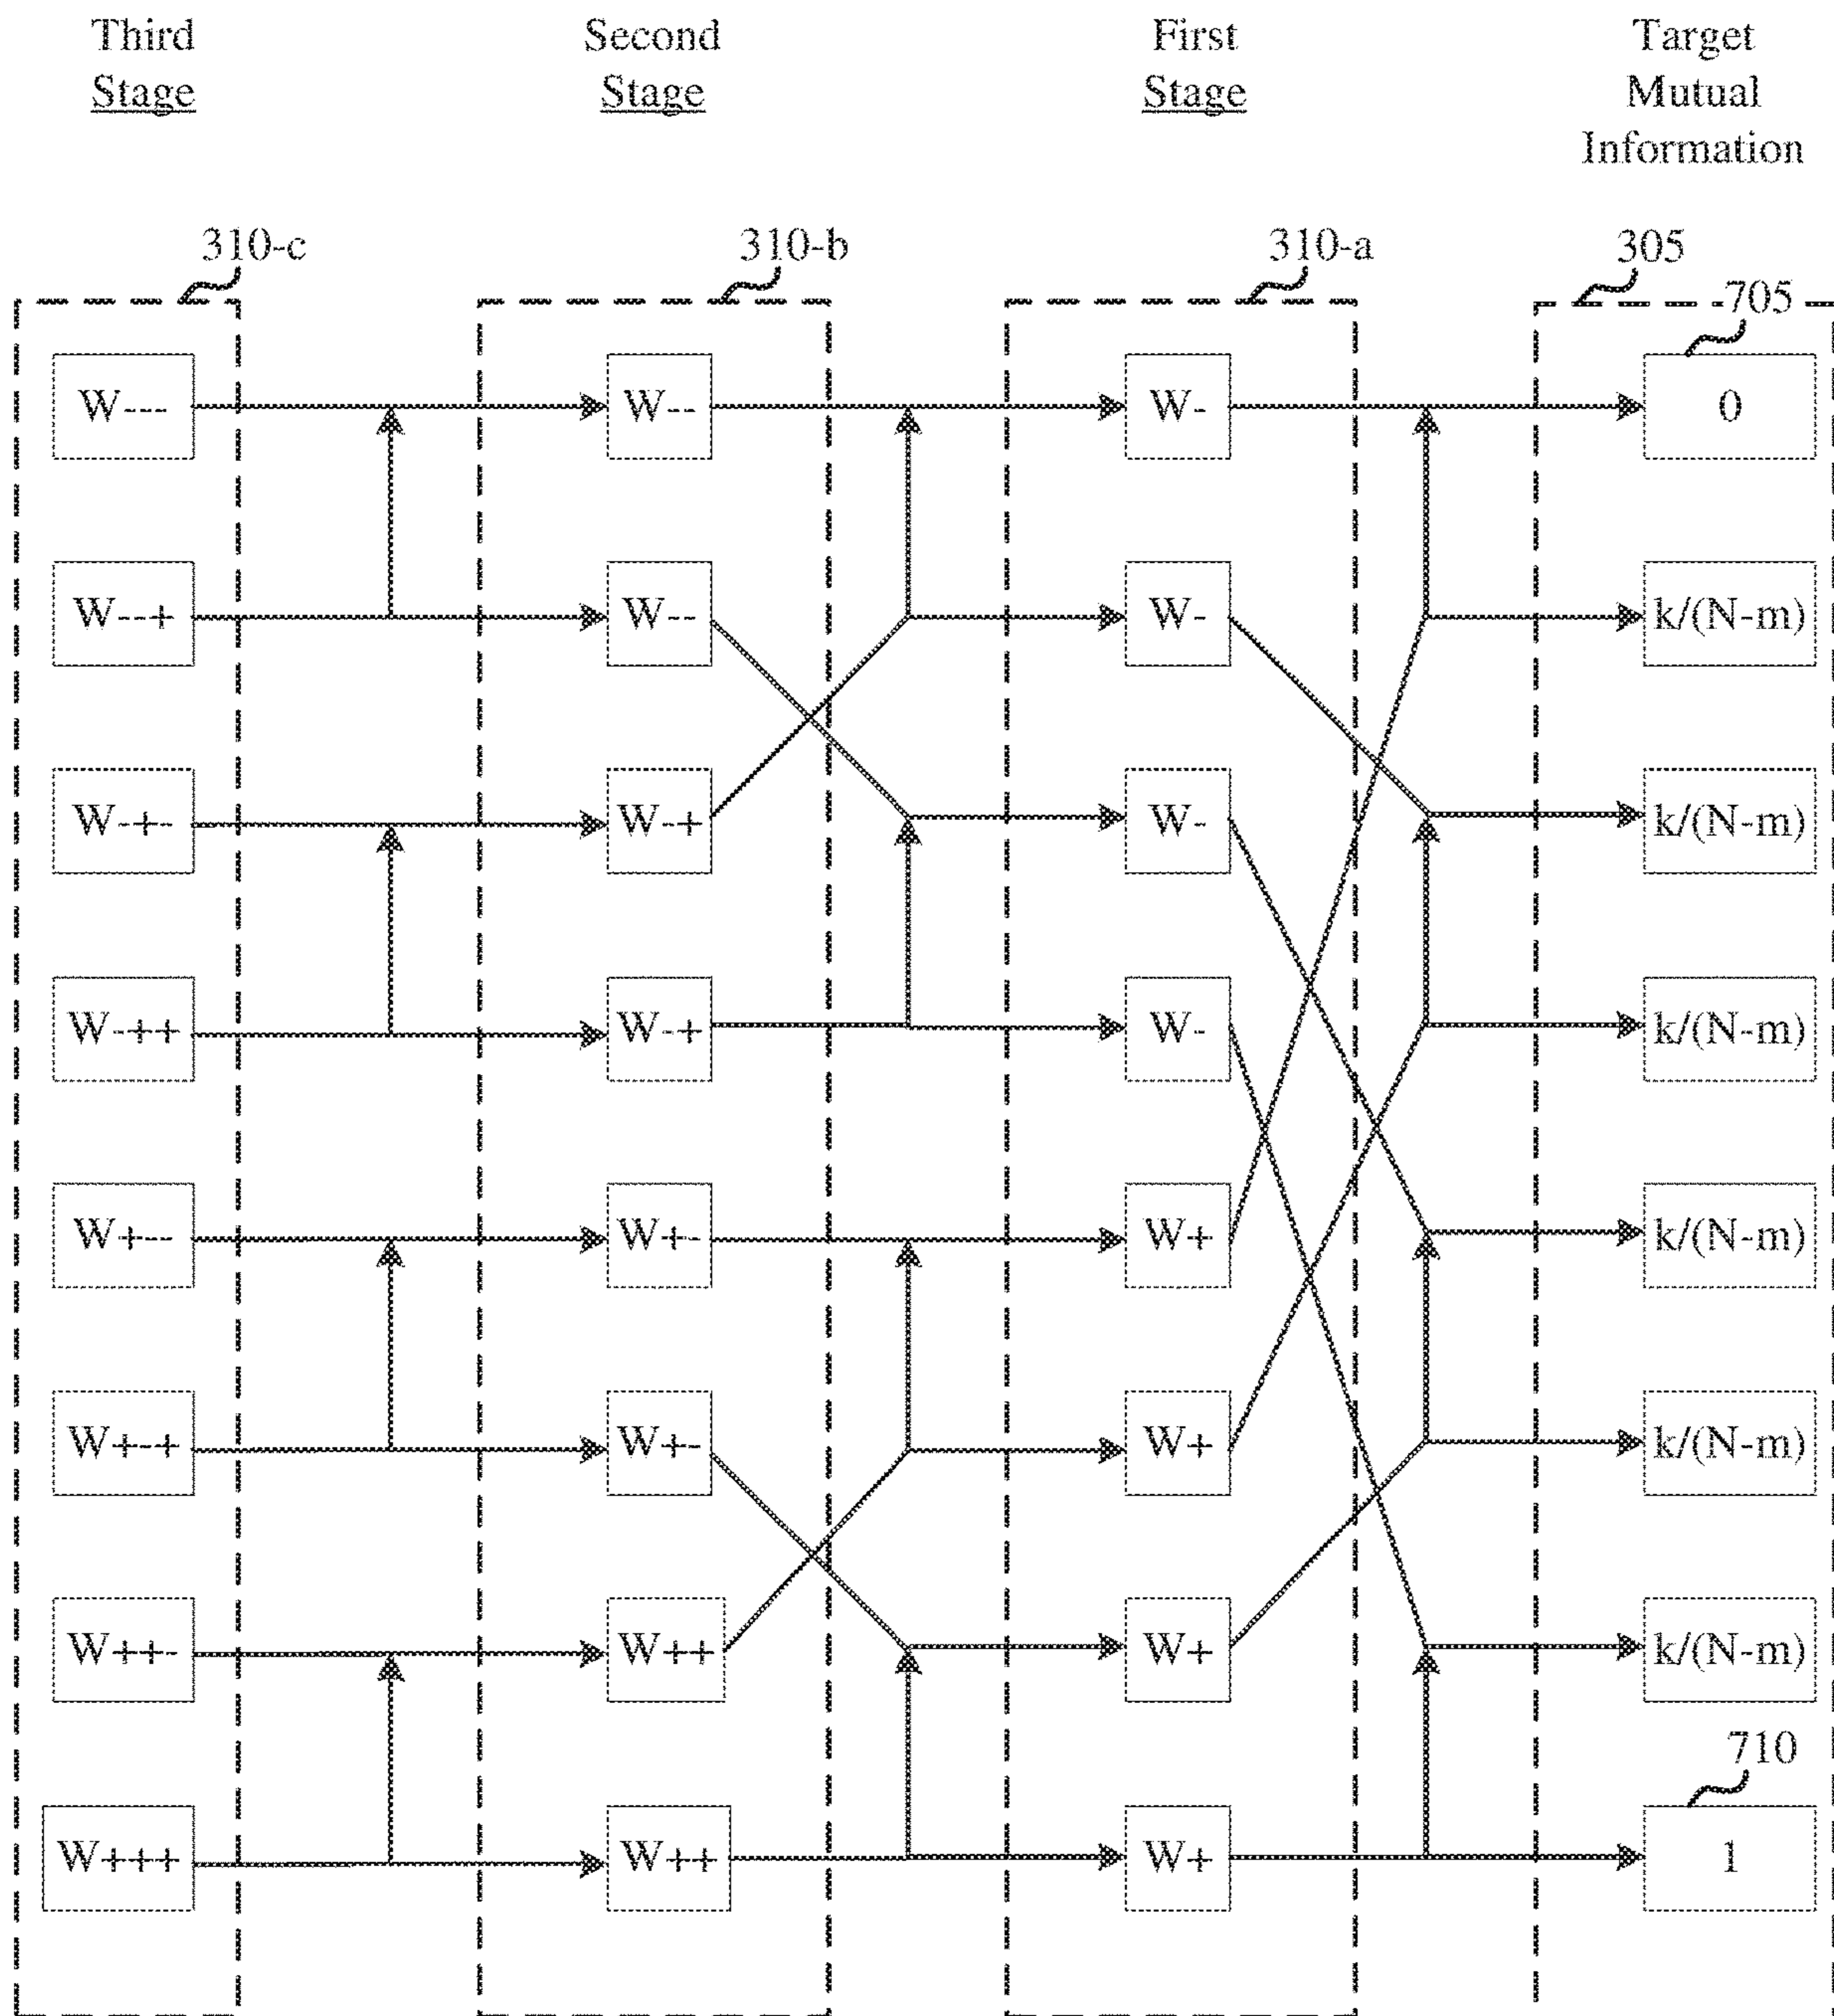 Third
Stage
Second
Stage
First
Stage
Target
Mutual
Information
310-c
310-b
310-a
305
705
W---
W--
W-
0
W--+
W--
W-
k/(N-m)
W-+-
W-+
W-
k/(N-m)
W-++
W-+
W-
k/(N-m)
W+--
W+-
W+
k/(N-m)
W+-+
W+-
W+
k/(N-m)
W++-
W++
W+
k/(N-m)
710
W+++
W++
W+
1